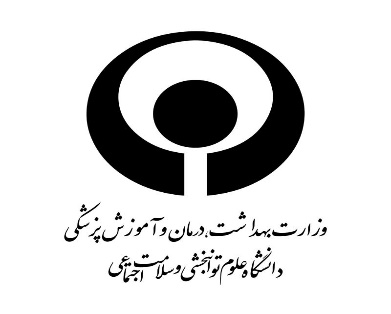 وزارت بهداشت، درمان و آموزش پزشکی
دانشگاه علوم توانبخشی و سلامت اجتماعی